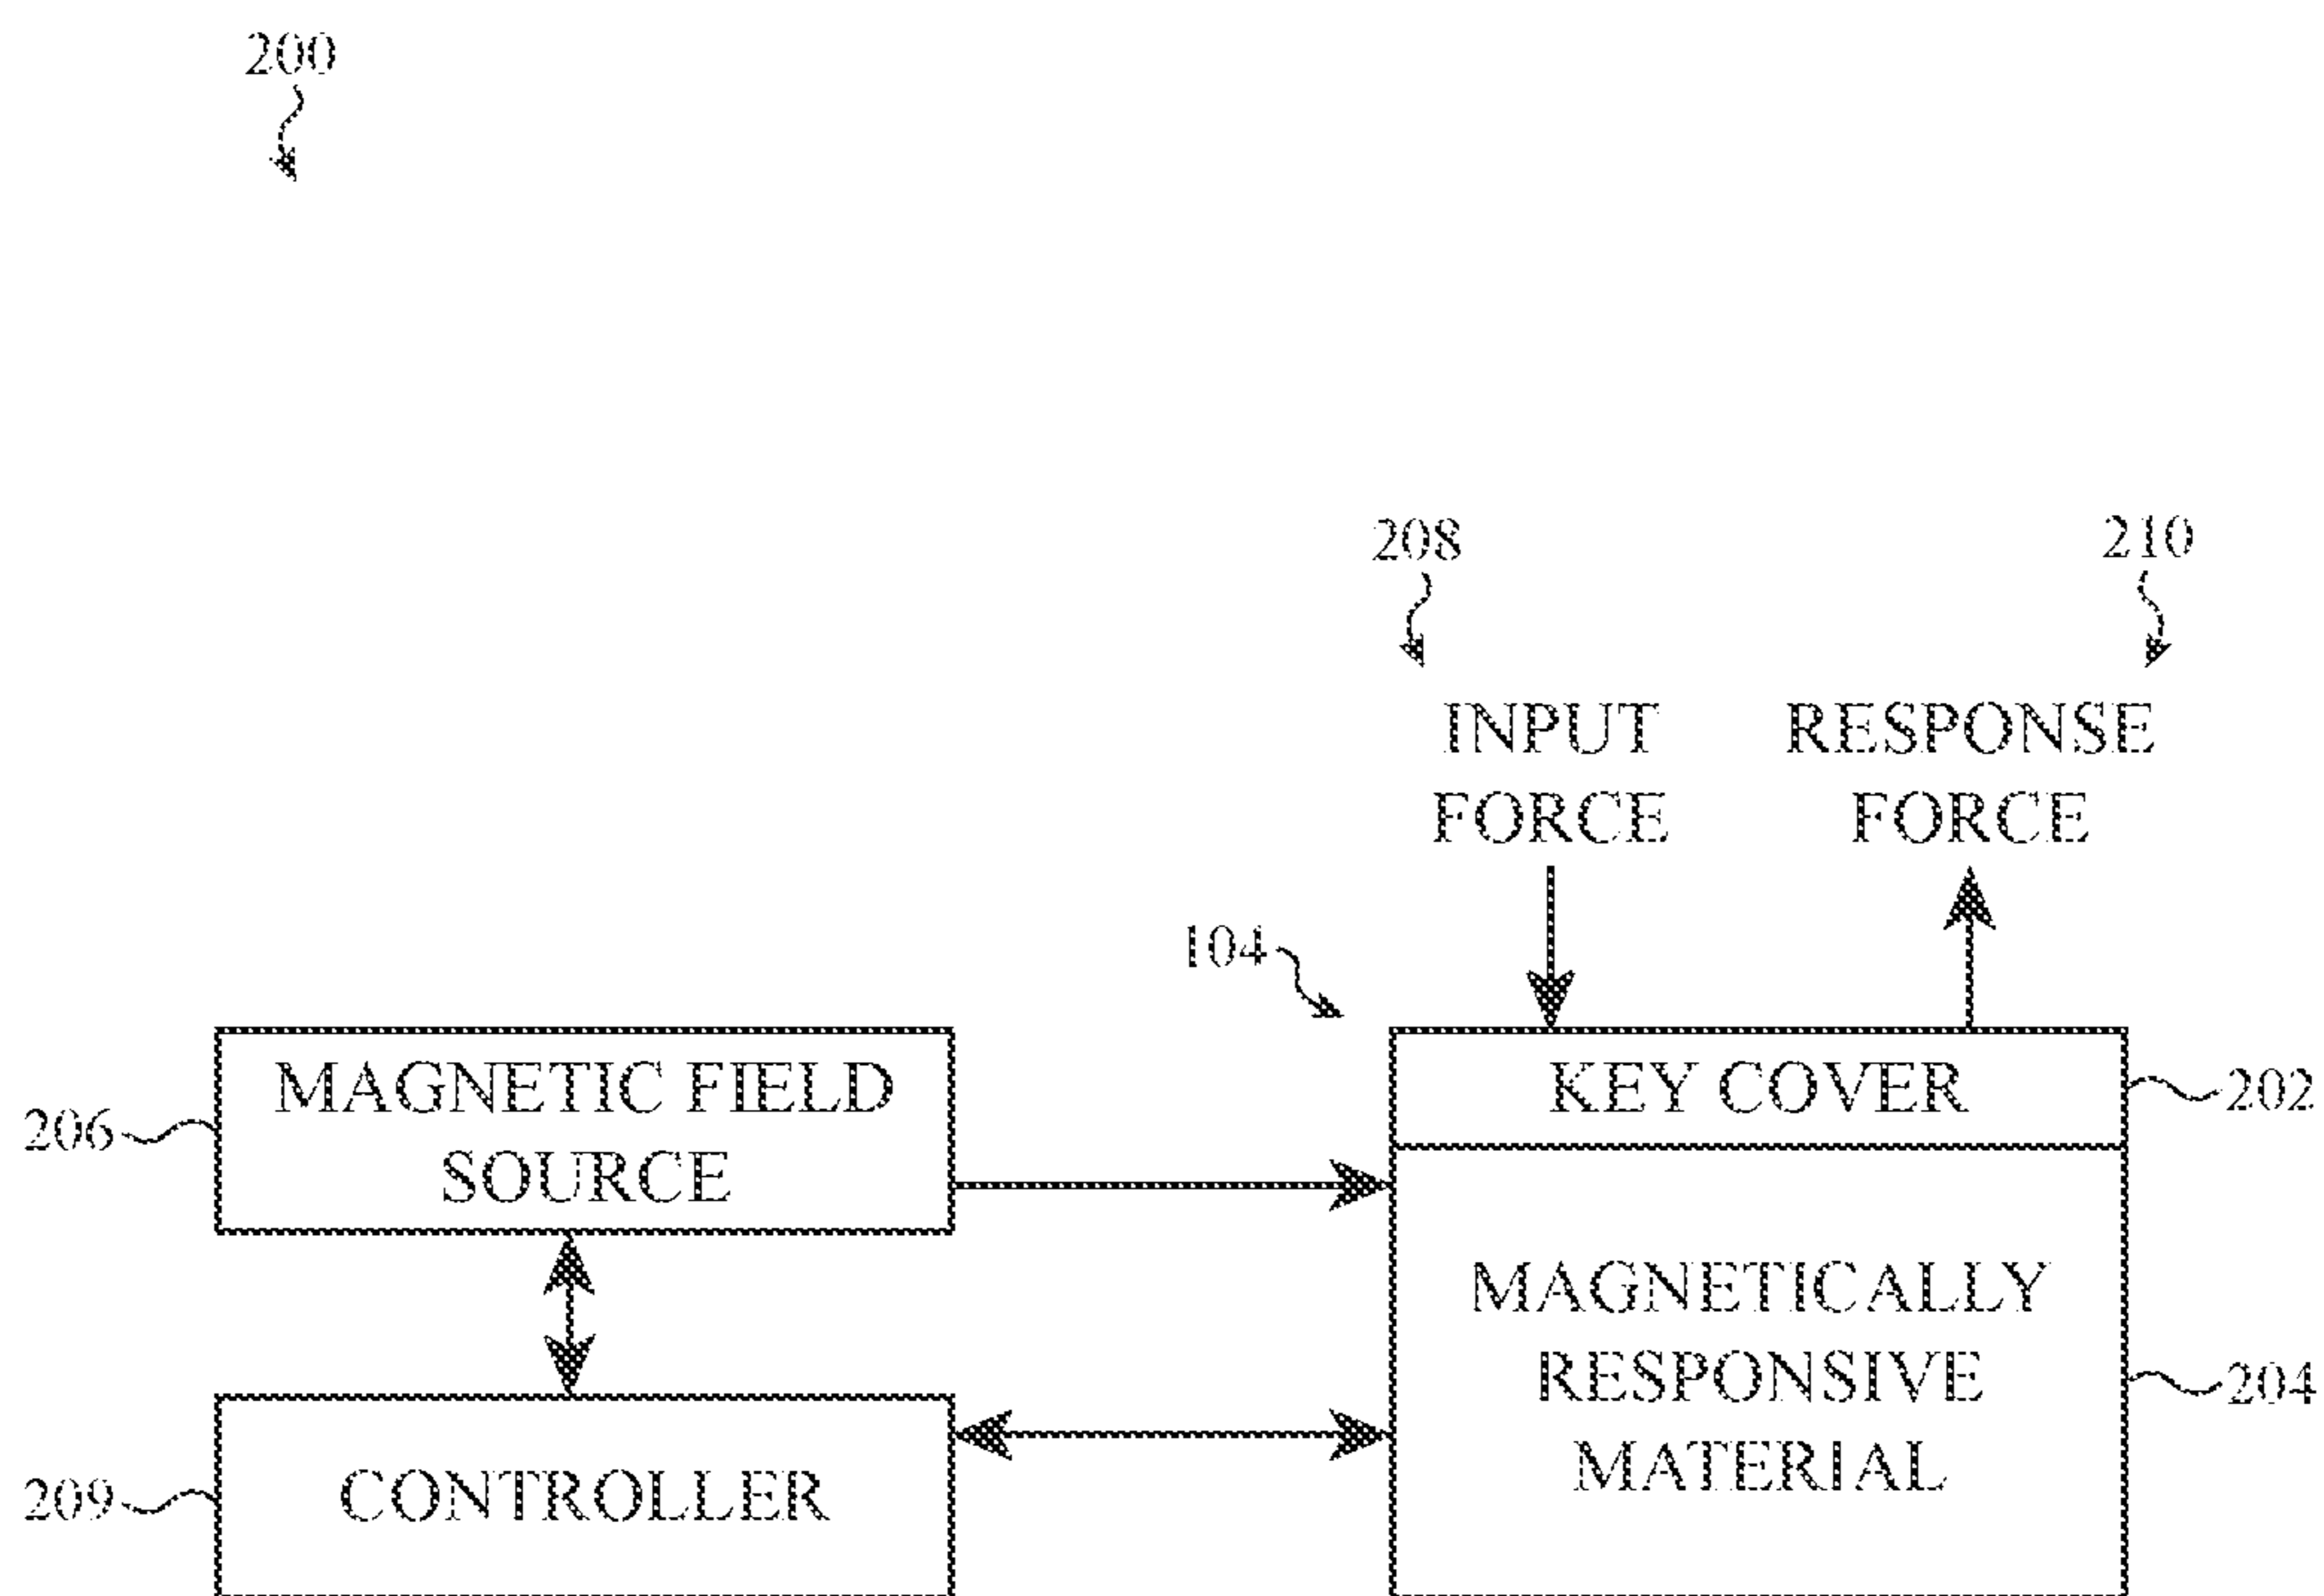 200
208
210
INPUT
FORCE
RESPONSE
FORCE
104
MAGNETIC FIELD
SOURCE
206
KEY COVER
202
MAGNETICALLY
RESPONSIVE
MATERIAL
204
CONTROLLER
209